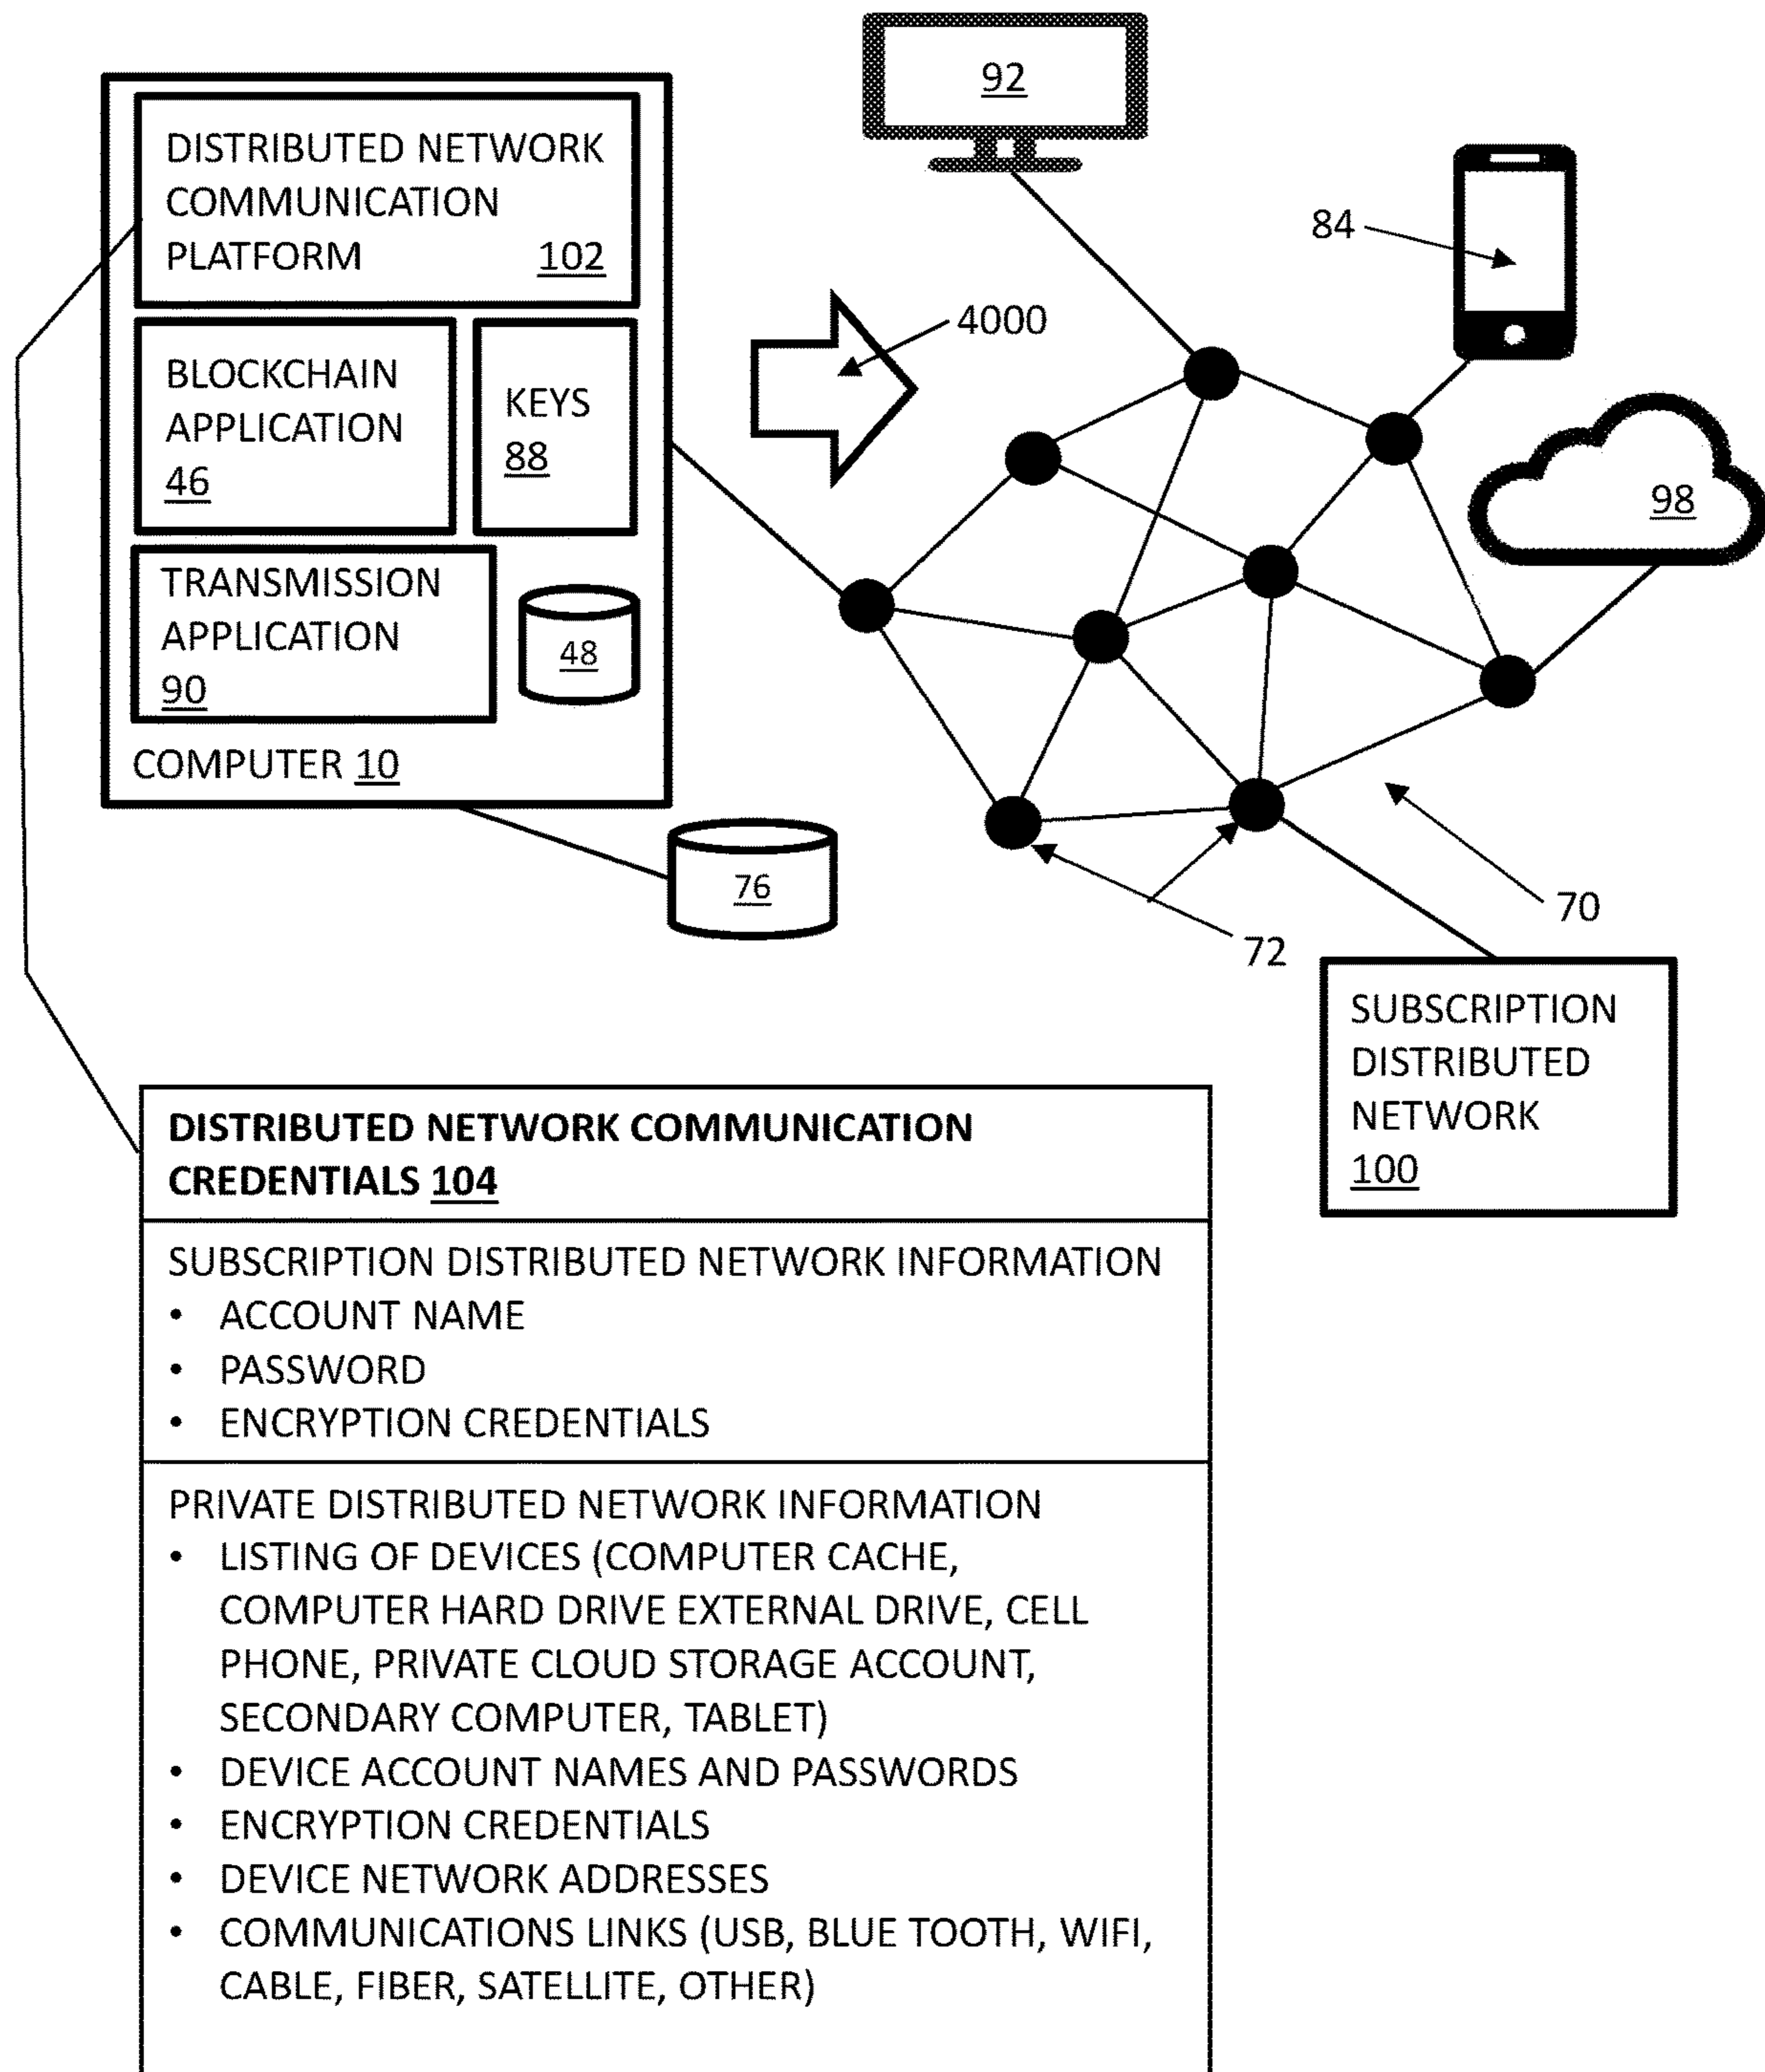 DISTRIBUTED NETWORK
COMMUNICATION
PLATFORM 102
BLOCKCHAIN
APPLICATION
46
KEYS
88
TRANSMISSION
APPLICATION
90
48
COMPUTER 10
76
92
84
4000
98
70
72
SUBSCRIPTION
DISTRIBUTED
NETWORK
100
DISTRIBUTED NETWORK COMMUNICATION
CREDENTIALS 104
SUBSCRIPTION DISTRIBUTED NETWORK INFORMATION
• ACCOUNT NAME
• PASSWORD
• ENCRYPTION CREDENTIALS
PRIVATE DISTRIBUTED NETWORK INFORMATION
• LISTING OF DEVICES (COMPUTER CACHE,
COMPUTER HARD DRIVE EXTERNAL DRIVE, CELL
PHONE, PRIVATE CLOUD STORAGE ACCOUNT,
SECONDARY COMPUTER, TABLET)
• DEVICE ACCOUNT NAMES AND PASSWORDS
• ENCRYPTION CREDENTIALS
• DEVICE NETWORK ADDRESSES
• COMMUNICATIONS LINKS (USB, BLUE TOOTH, WIFI,
CABLE, FIBER, SATELLITE, OTHER)